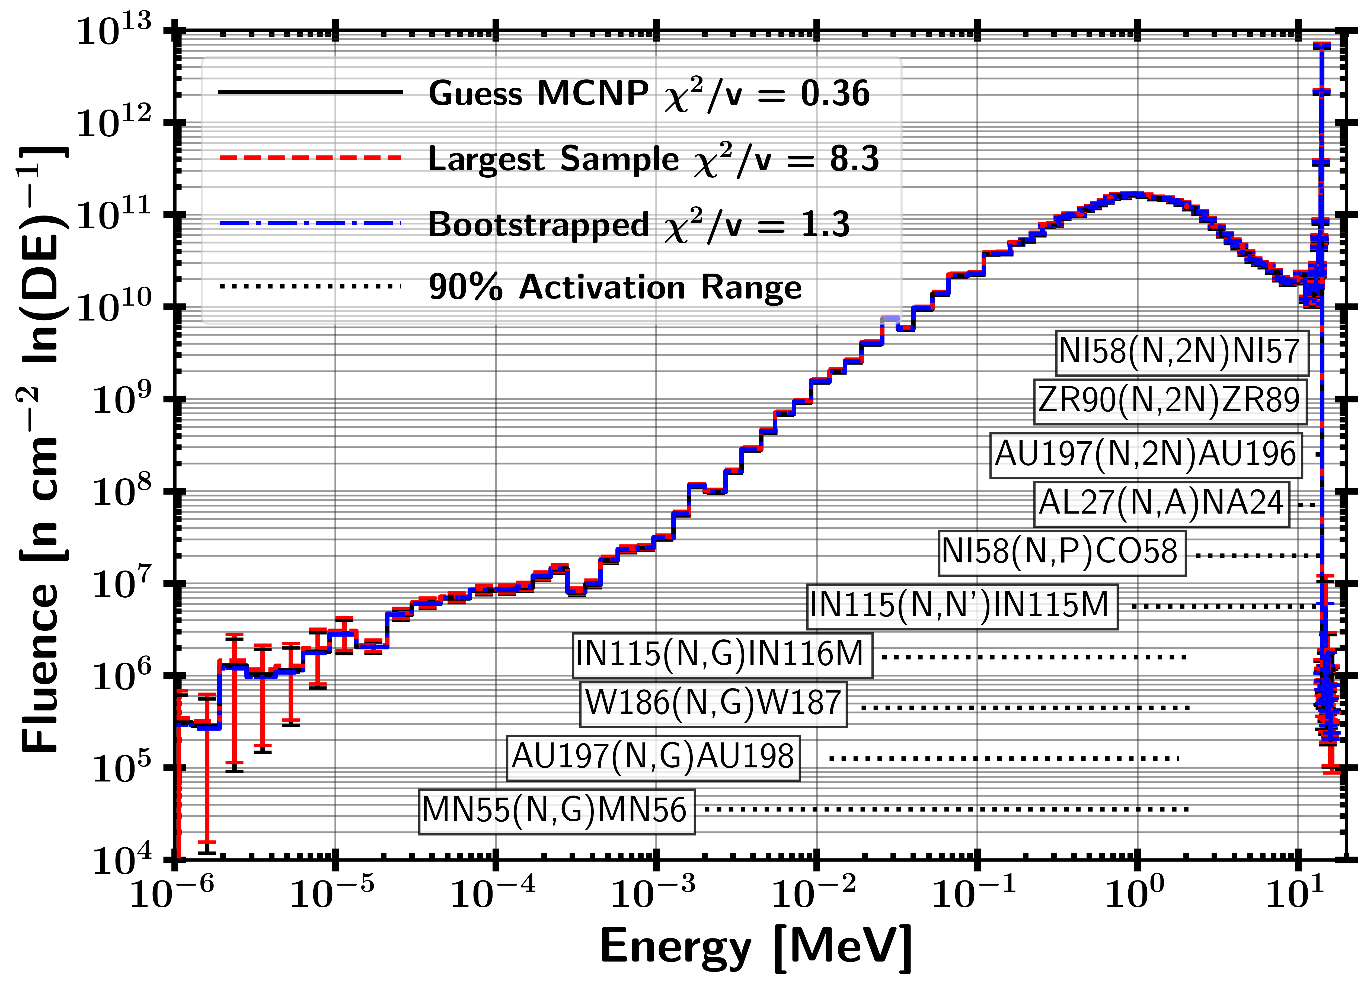 10¹³
10¹²
10¹¹
10¹⁰
10⁹
10⁸
10⁷
10⁶
10⁵
10⁴
Fluence [n cm⁻² ln(DE)⁻¹]
Guess MCNP χ²/v = 0.36
Largest Sample χ²/v = 8.3
Bootstrapped χ²/v = 1.3
90% Activation Range
NI58(N,2N)NI57
ZR90(N,2N)ZR89
AU197(N,2N)AU196
AL27(N,A)NA24
NI58(N,P)CO58
IN115(N,N')IN115M
IN115(N,G)IN116M
W186(N,G)W187
AU197(N,G)AU198
MN55(N,G)MN56
10⁻⁶ 10⁻⁵ 10⁻⁴ 10⁻³ 10⁻² 10⁻¹ 10⁰ 10¹
Energy [MeV]